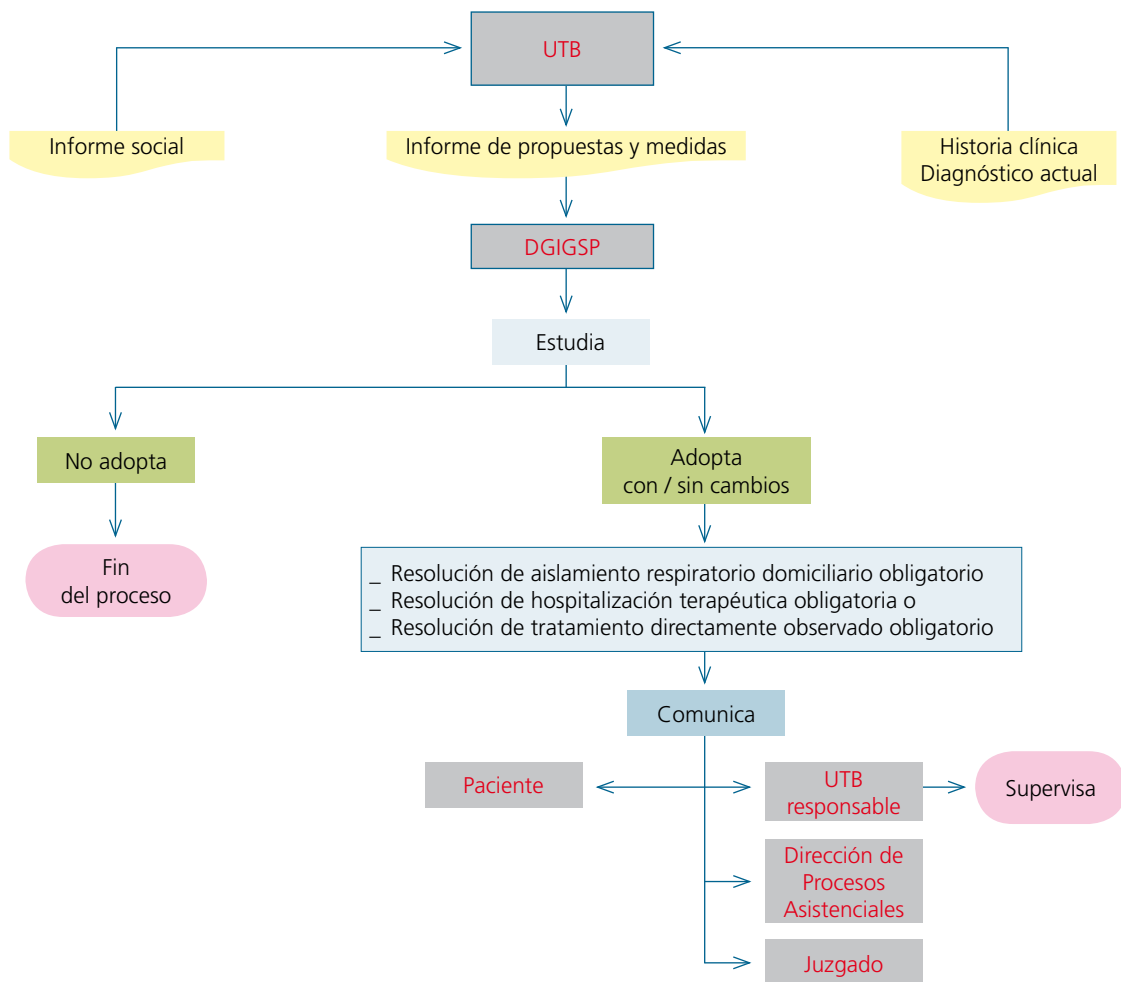 UTB
Informe social
Informe de propuestas y medidas
Historia clínica
Diagnóstico actual
DGIGSP
Estudia
No adopta
Adopta
con / sin cambios
Fin
del proceso
_ Resolución de aislamiento respiratorio domiciliario obligatorio
_ Resolución de hospitalización terapéutica obligatoria o
_ Resolución de tratamiento directamente observado obligatorio
Comunica
Paciente
UTB
responsable
Supervisa
Dirección de
Procesos
Asistenciales
Juzgado